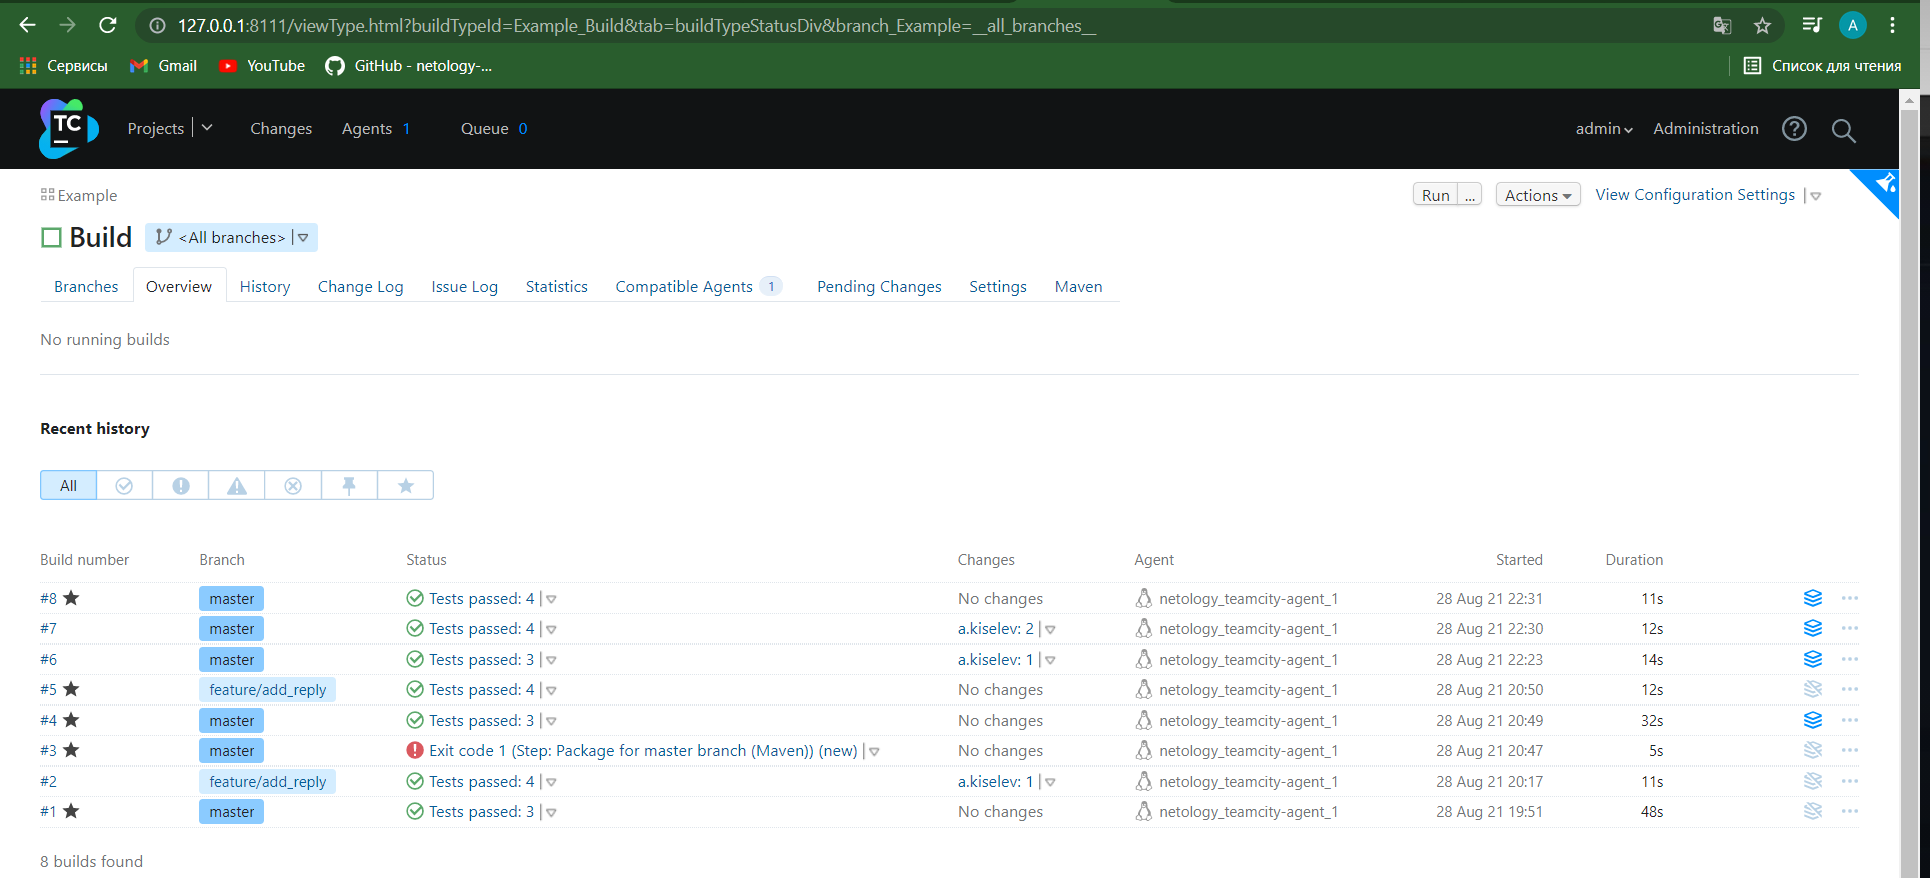 127.0.0.1:8111/viewType.html?buildTypeId=Example_Build&tab=buildTypeStatusDiv&branch_Example=__all_branches__ A
Сервисы Gmail YouTube GitHub - netology-... Список для чтения
TC Projects Changes Agents 1 Queue 0 admin Administration ?
Example Run ... Actions View Configuration Settings
Build <All branches>
Branches Overview History Change Log Issue Log Statistics Compatible Agents 1 Pending Changes Settings Maven
No running builds
Recent history
All
Build number Branch Status Changes Agent Started Duration
#8 master Tests passed: 4 No changes netology_teamcity-agent_1 28 Aug 21 22:31 11s
#7 master Tests passed: 4 a.kiselev: 2 netology_teamcity-agent_1 28 Aug 21 22:30 12s
#6 master Tests passed: 3 a.kiselev: 1 netology_teamcity-agent_1 28 Aug 21 22:23 14s
#5 feature/add_reply Tests passed: 4 No changes netology_teamcity-agent_1 28 Aug 21 20:50 12s
#4 master Tests passed: 3 No changes netology_teamcity-agent_1 28 Aug 21 20:49 32s
#3 master Exit code 1 (Step: Package for master branch (Maven)) (new) No changes netology_teamcity-agent_1 28 Aug 21 20:47 5s
#2 feature/add_reply Tests passed: 4 a.kiselev: 1 netology_teamcity-agent_1 28 Aug 21 20:17 11s
#1 master Tests passed: 3 No changes netology_teamcity-agent_1 28 Aug 21 19:51 48s
8 builds found